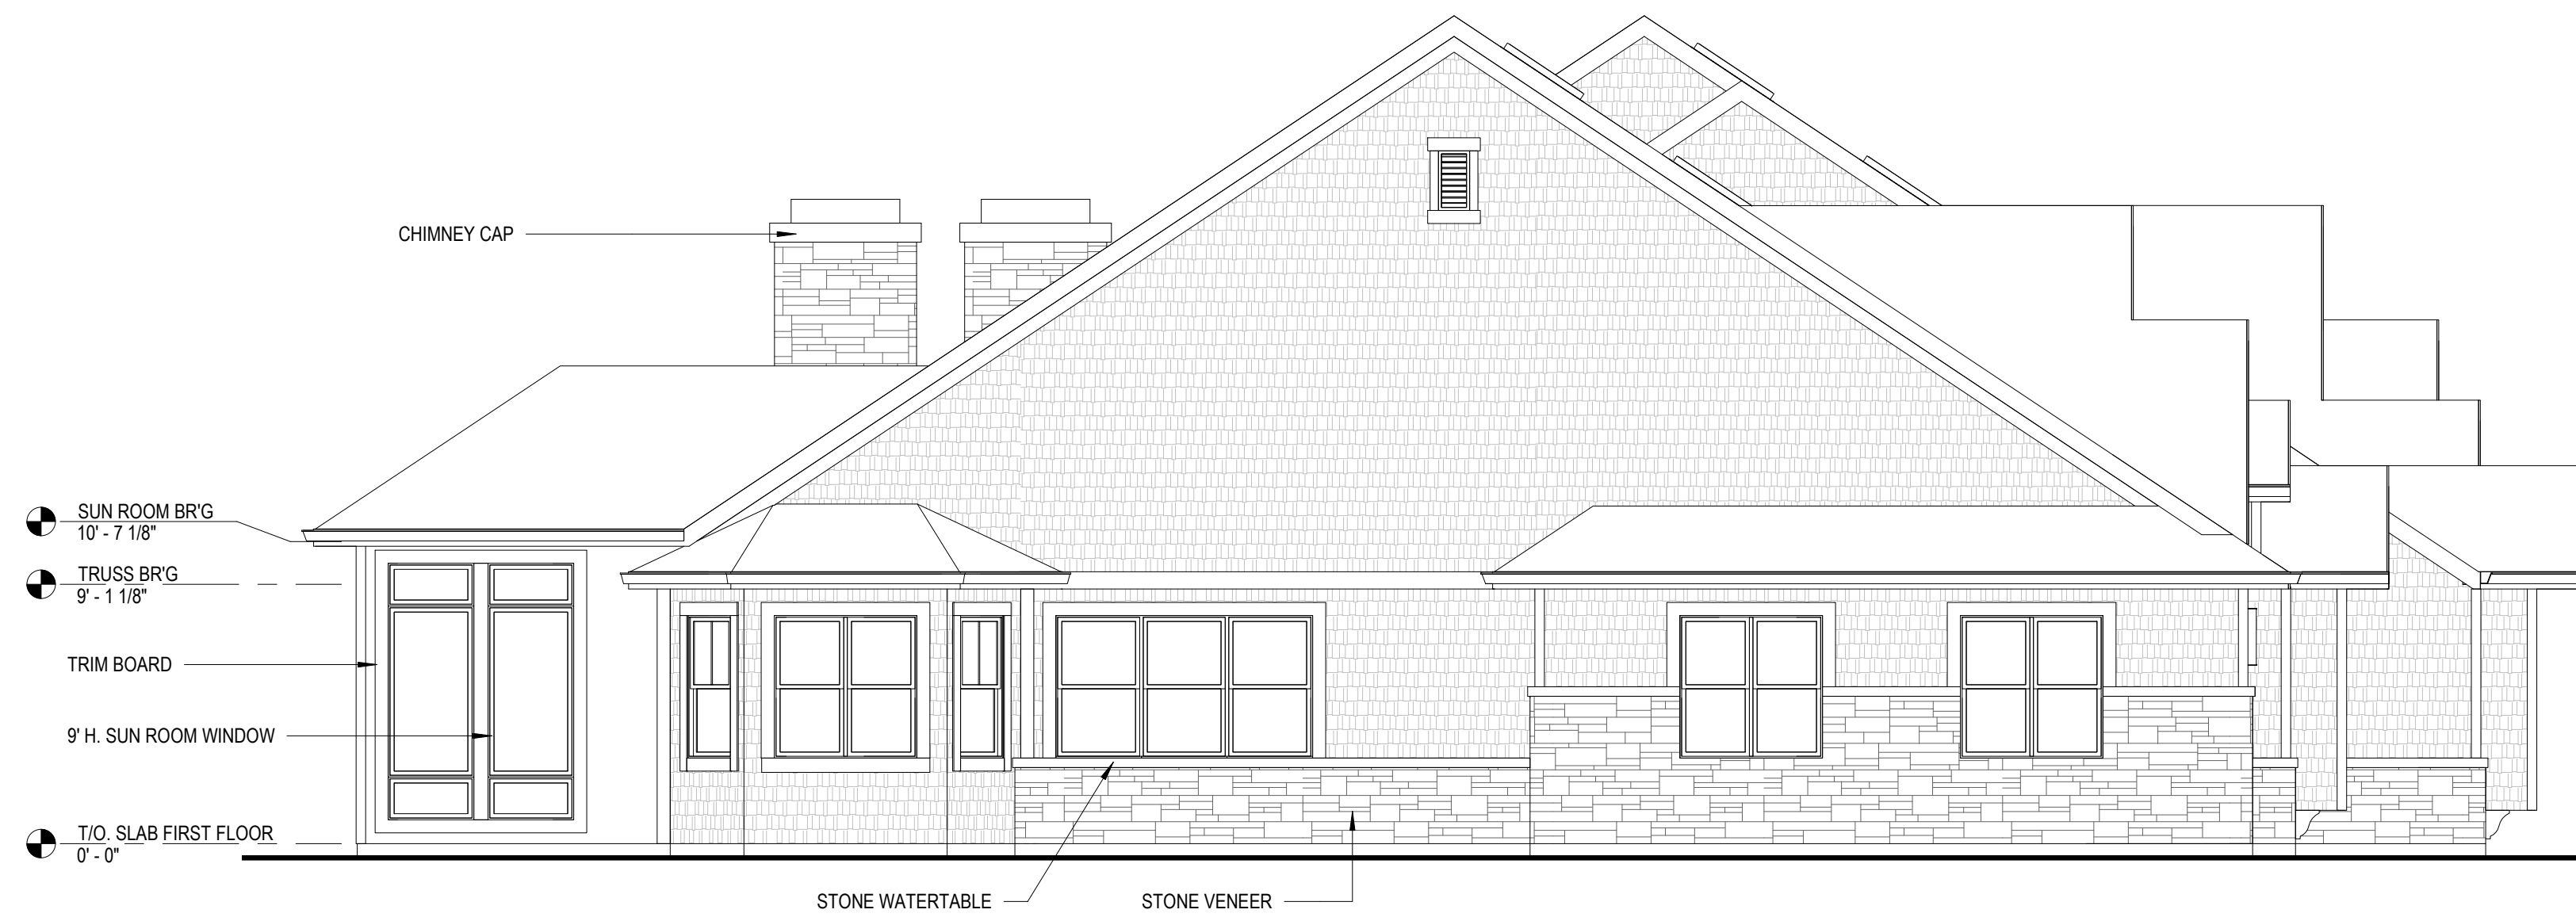 CHIMNEY CAP
SUN ROOM BR'G
10' - 7 1/8"
TRUSS BR'G
9' - 1 1/8"
TRIM BOARD
9' H. SUN ROOM WINDOW
T/O. SLAB FIRST FLOOR
0' - 0"
STONE WATERTABLE
STONE VENEER